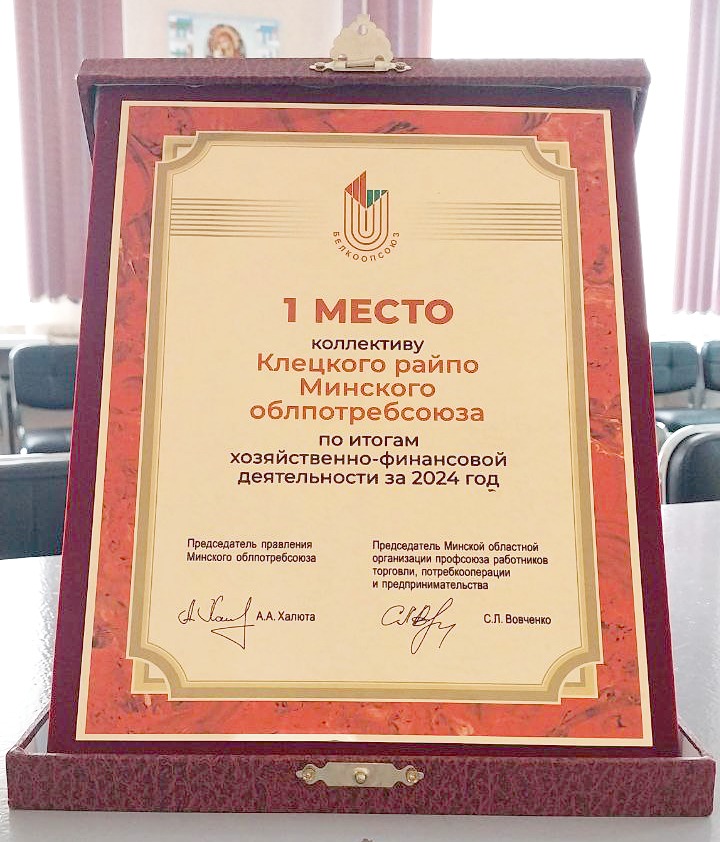 БЕЛКООПСОЮЗ
1 МЕСТО
коллективу
Клецкого райпо
Минского
облпотребсоюза
по итогам
хозяйственно-финансовой
деятельности за 2024 год
Председатель правления
Минского облпотребсоюза
А.А. Халюта
Председатель Минской областной
организации профсоюза работников
торговли, потребкооперации
и предпринимательства
С.Л. Вовченко